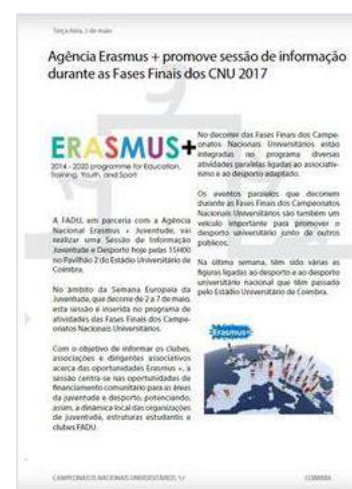 Terça-feira, 2 de maio
Agência Erasmus + promove sessão de informação
durante as Fases Finais dos CNU 2017
ERASMUS+
2014 - 2020 programme for Education,
Training, Youth, and Sport
A FADU, em parceria com a Agência
Nacional Erasmus + Juventude, vai
realizar uma Sessão de Informação
Juventude e Desporto hoje pelas 15H00
no Pavilhão 2 do Estádio Universitário de
Coimbra.
No âmbito da Semana Europeia da
Juventude, que decorre de 2 a 7 de maio,
esta sessão é inserida no programa de
atividades das Fases Finais dos Campe-
onatos Nacionais Universitários.
Com o objetivo de informar os clubes,
associações e dirigentes associativos
acerca das oportunidades Erasmus +, a
sessão centra-se nas oportunidades de
financiamento comunitário para as áreas
da juventude e desporto, potenciando,
assim, a dinâmica local das organizações
de juventude, estruturas estudantis e
clubes FADU.
No decorrer das Fases Finais dos Campe-
onatos Nacionais Universitários estão
integradas no programa diversas
atividades paralelas ligadas ao associativ-
ismo e ao desporto adaptado.
Os eventos paralelos que decorrem
durante as Fases Finais dos Campeonatos
Nacionais Universitários são também um
veículo importante para promover o
desporto universitário junto de outros
públicos.
Na última semana, têm sido várias as
figuras ligadas ao desporto e ao desporto
universitário nacional que têm passado
pelo Estádio Universitário de Coimbra.
Erasmus+
CAMPEONATOS NACIONAIS UNIVERSITÁRIOS '17
COIMBRA